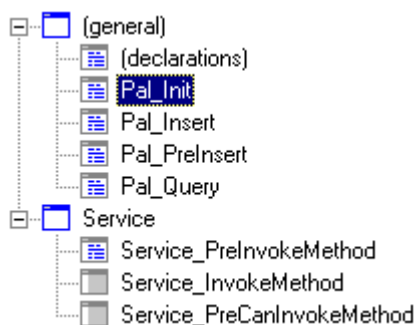 (general)
(declarations)
Pal_Init
Pal_Insert
Pal_PreInsert
Pal_Query
Service
Service_PreInvokeMethod
Service_InvokeMethod
Service_PreCanInvokeMethod